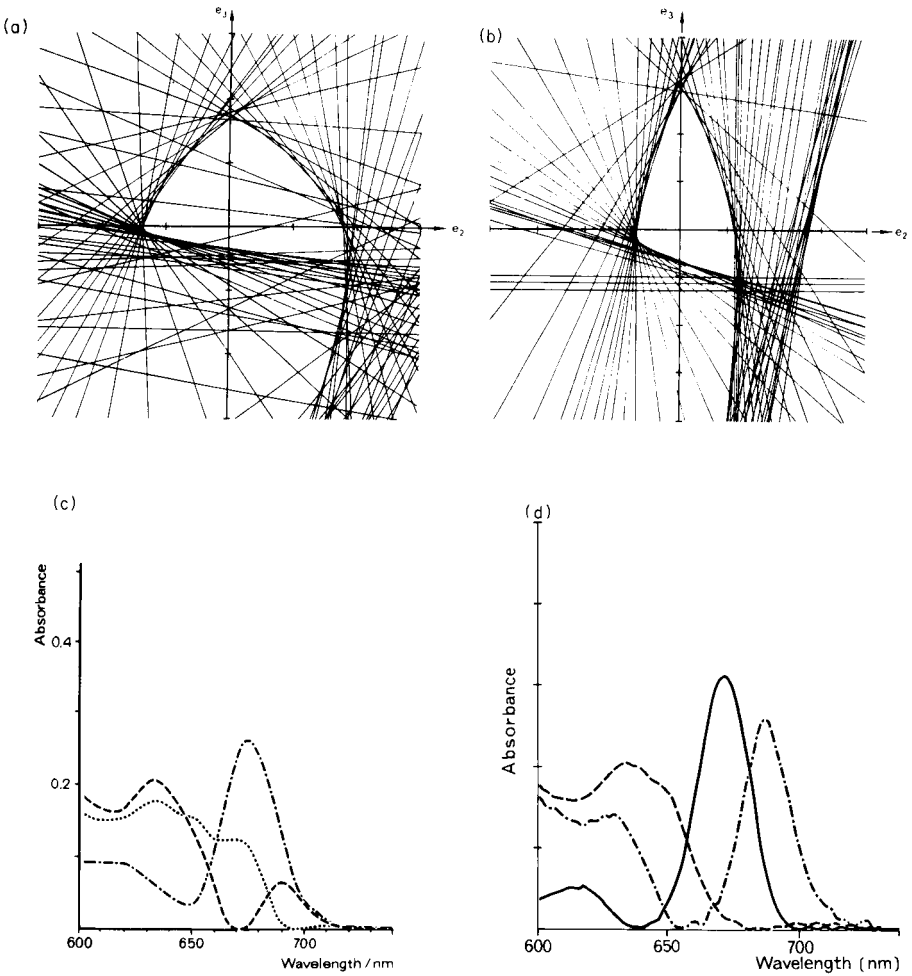 (a)
e₃
e₂
(b)
e₃
e₂
(c)
Absorbance
0.4
0.2
600
650
700
Wavelength / nm
(d)
Absorbance
600
650
700
Wavelength (nm)